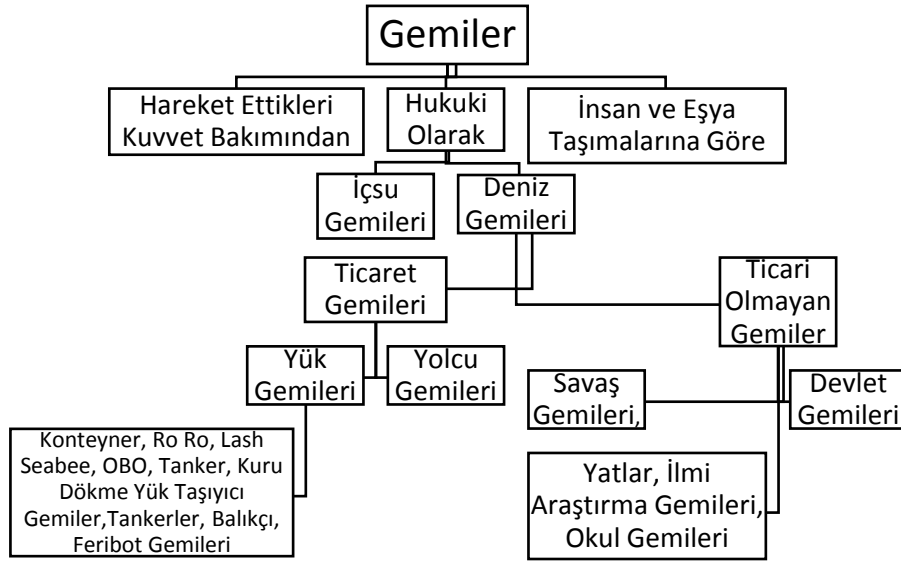 Gemiler
Hareket Ettikleri
Kuvvet Bakımından
Hukuki
Olarak
İnsan ve Eşya
Taşımalarına Göre
İçsu
Gemileri
Deniz
Gemileri
Ticaret
Gemileri
Ticari
Olmayan
Gemiler
Yük
Gemileri
Yolcu
Gemileri
Savaş
Gemileri,
Devlet
Gemileri
Konteyner, Ro Ro, Lash
Seabee, OBO, Tanker, Kuru
Dökme Yük Taşıyıcı
Gemiler,Tankerler, Balıkçı,
Feribot Gemileri
Yatlar, İlmi
Araştırma Gemileri,
Okul Gemileri